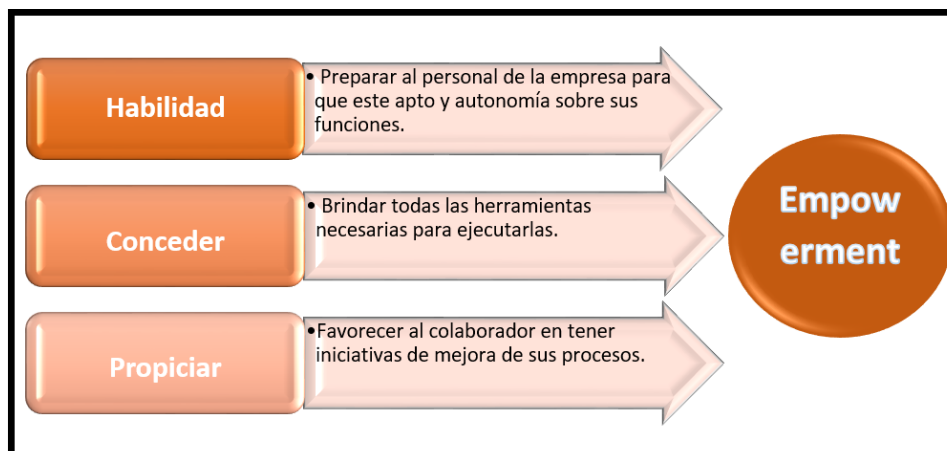 Habilidad
• Preparar al personal de la empresa para
que este apto y autonomía sobre sus
funciones.
Conceder
• Brindar todas las herramientas
necesarias para ejecutarlas.
Propiciar
•Favorecer al colaborador en tener
iniciativas de mejora de sus procesos.
Empow
erment